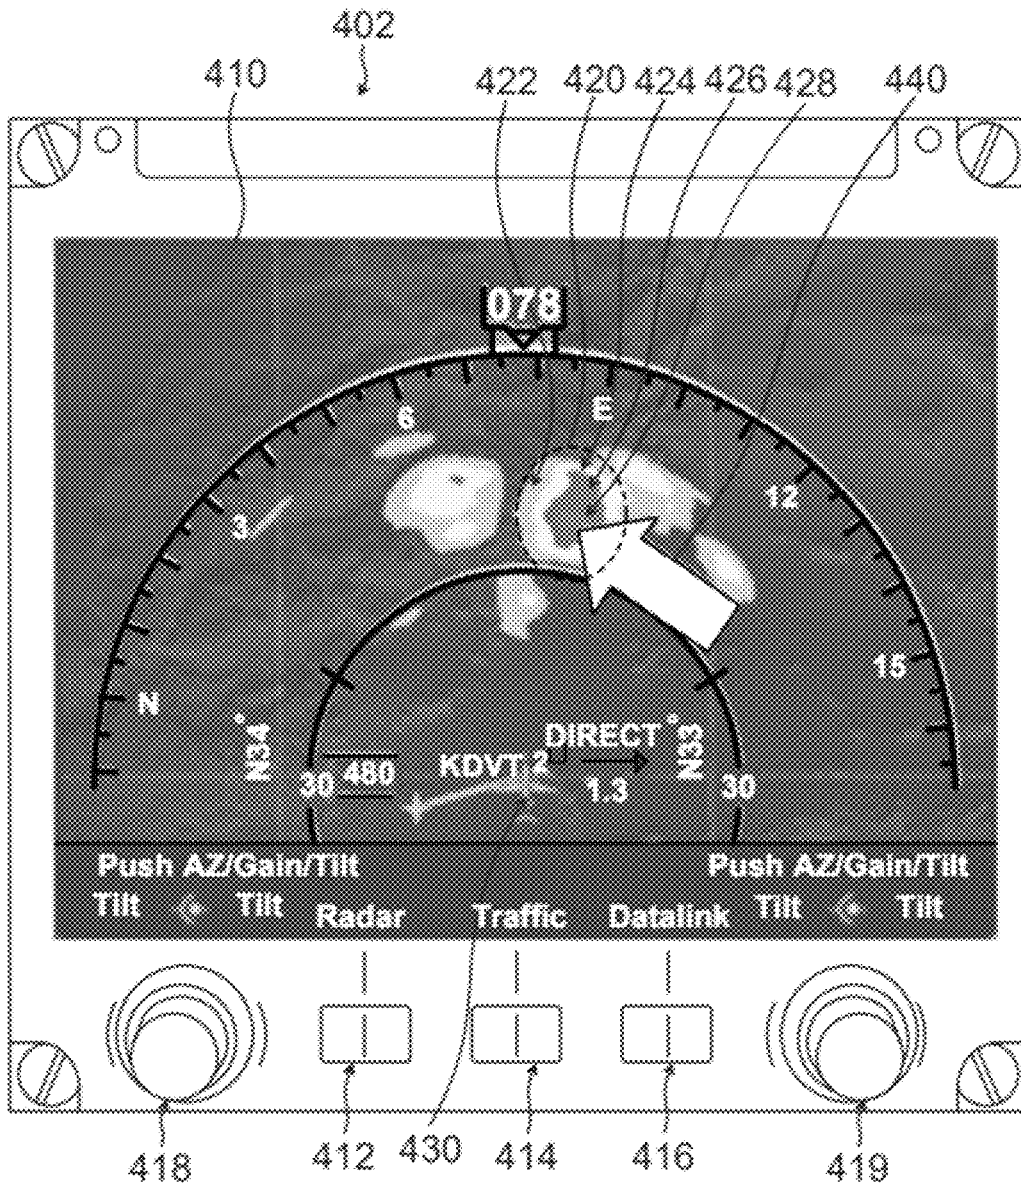 402
410
422 420 424 426 428 440
078
6
E
3
12
15
N
N34°
DIRECT
N33°
KDVT 2
30 480
1.3
30
Push AZ/Gain/Tilt
Push AZ/Gain/Tilt
Tilt Tilt Radar Traffic Datalink Tilt Tilt
418 412 430 414 416 419